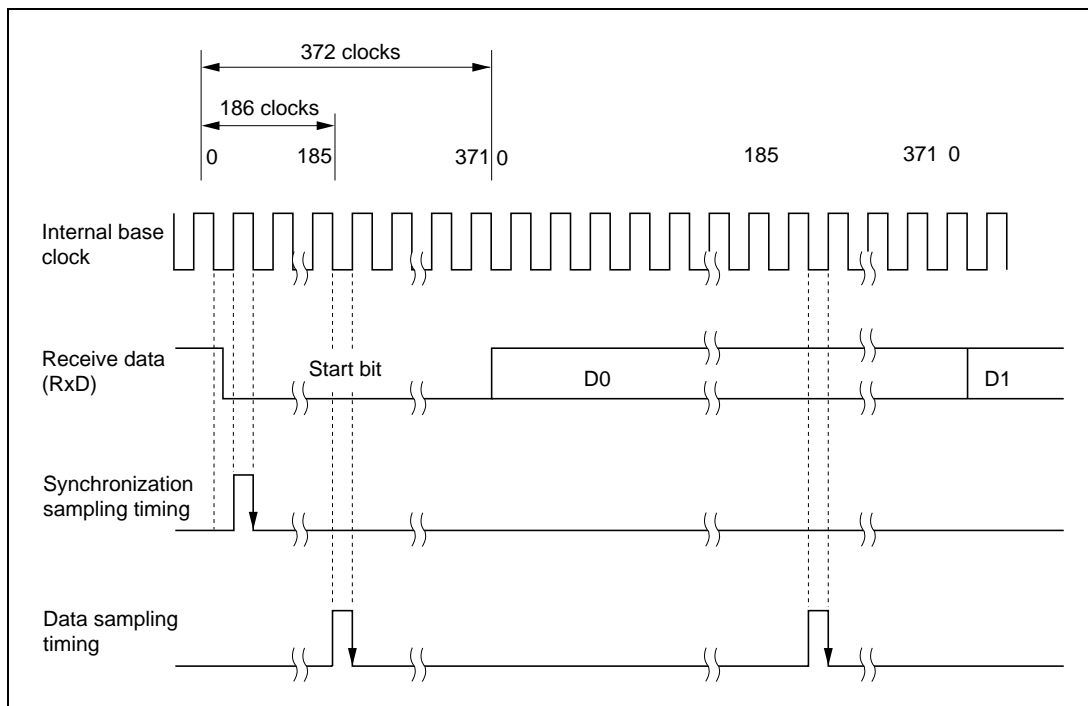 372 clocks
186 clocks
0 185 371 0 185 371 0
Internal base
clock
Receive data
(RxD)
Start bit
D0
D1
Synchronization
sampling timing
Data sampling
timing